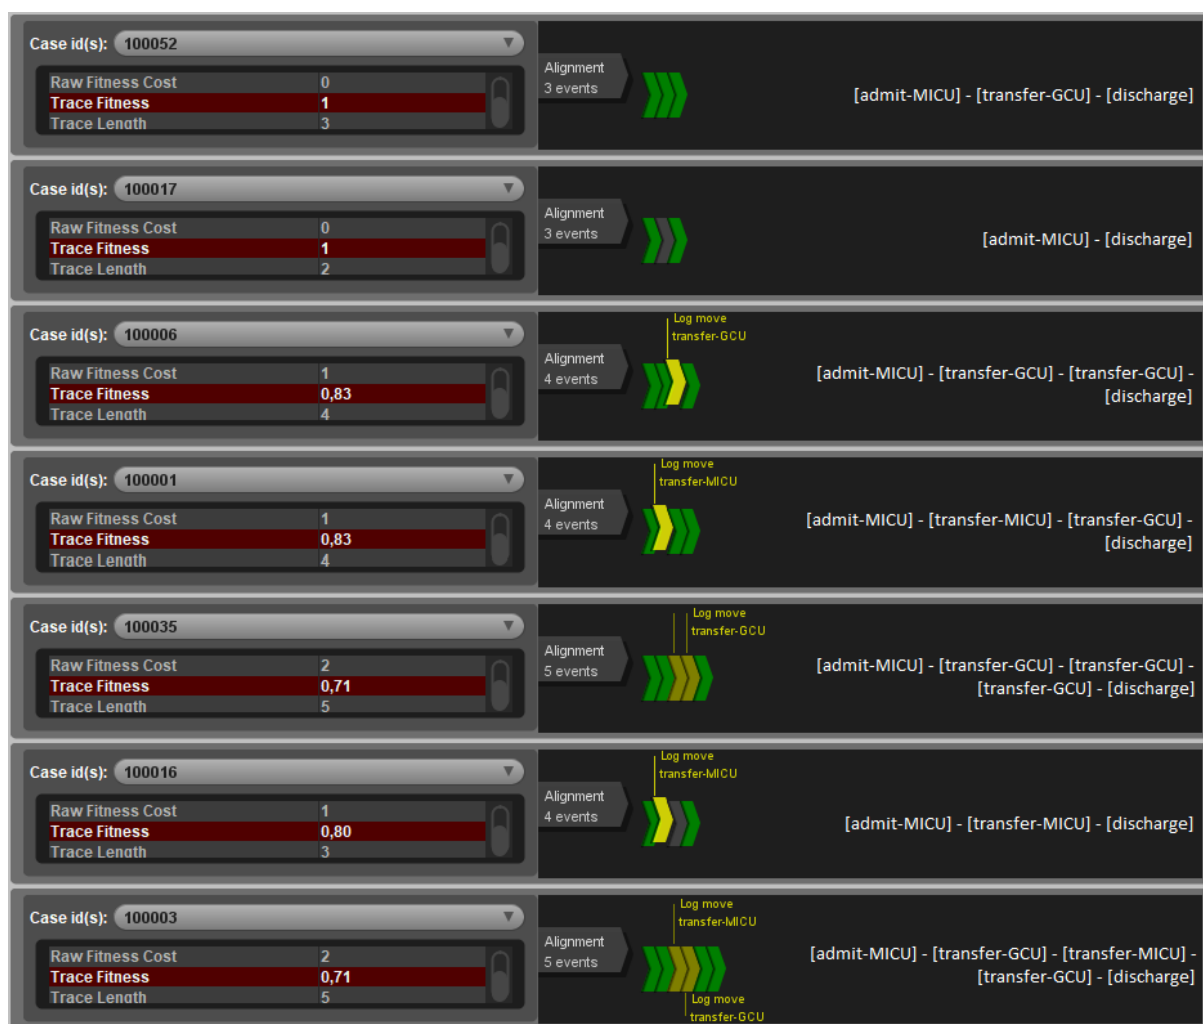 Case id(s): 100052
Raw Fitness Cost 0
Trace Fitness 1
Trace Length 3
Alignment
3 events
[admit-MICU] - [transfer-GCU] - [discharge]
Case id(s): 100017
Raw Fitness Cost 0
Trace Fitness 1
Trace Length 2
Alignment
3 events
[admit-MICU] - [discharge]
Case id(s): 100006
Raw Fitness Cost 1
Trace Fitness 0,83
Trace Length 4
Alignment
4 events
Log move
transfer-GCU
[admit-MICU] - [transfer-GCU] - [transfer-GCU] -
[discharge]
Case id(s): 100001
Raw Fitness Cost 1
Trace Fitness 0,83
Trace Length 4
Alignment
4 events
Log move
transfer-MICU
[admit-MICU] - [transfer-MICU] - [transfer-GCU] -
[discharge]
Case id(s): 100035
Raw Fitness Cost 2
Trace Fitness 0,71
Trace Length 5
Alignment
5 events
Log move
transfer-GCU
[admit-MICU] - [transfer-GCU] - [transfer-GCU] -
[transfer-GCU] - [discharge]
Case id(s): 100016
Raw Fitness Cost 1
Trace Fitness 0,80
Trace Length 3
Alignment
4 events
Log move
transfer-MICU
[admit-MICU] - [transfer-MICU] - [discharge]
Case id(s): 100003
Raw Fitness Cost 2
Trace Fitness 0,71
Trace Length 5
Alignment
5 events
Log move
transfer-MICU
Log move
transfer-GCU
[admit-MICU] - [transfer-GCU] - [transfer-MICU] -
[transfer-GCU] - [discharge]